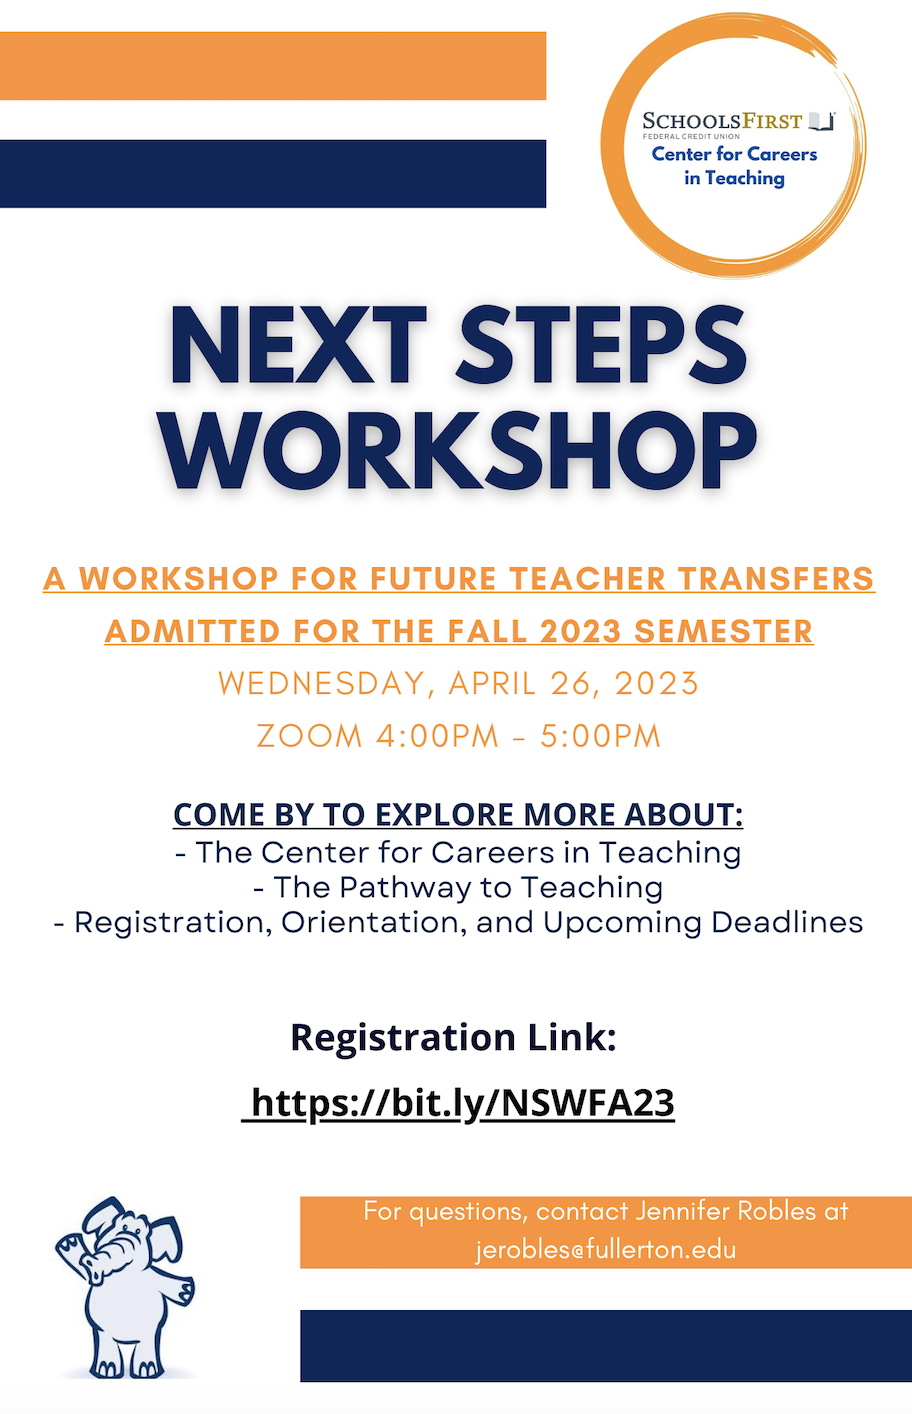 SCHOOLSFIRST
FEDERAL CREDIT UNION
Center for Careers
in Teaching
NEXT STEPS
WORKSHOP
A WORKSHOP FOR FUTURE TEACHER TRANSFERS
ADMITTED FOR THE FALL 2023 SEMESTER
WEDNESDAY, APRIL 26, 2023
ZOOM 4:00PM - 5:00PM
COME BY TO EXPLORE MORE ABOUT:
- The Center for Careers in Teaching
- The Pathway to Teaching
- Registration, Orientation, and Upcoming Deadlines
Registration Link:
https://bit.ly/NSWFA23
For questions, contact Jennifer Robles at
jerobles@fullerton.edu